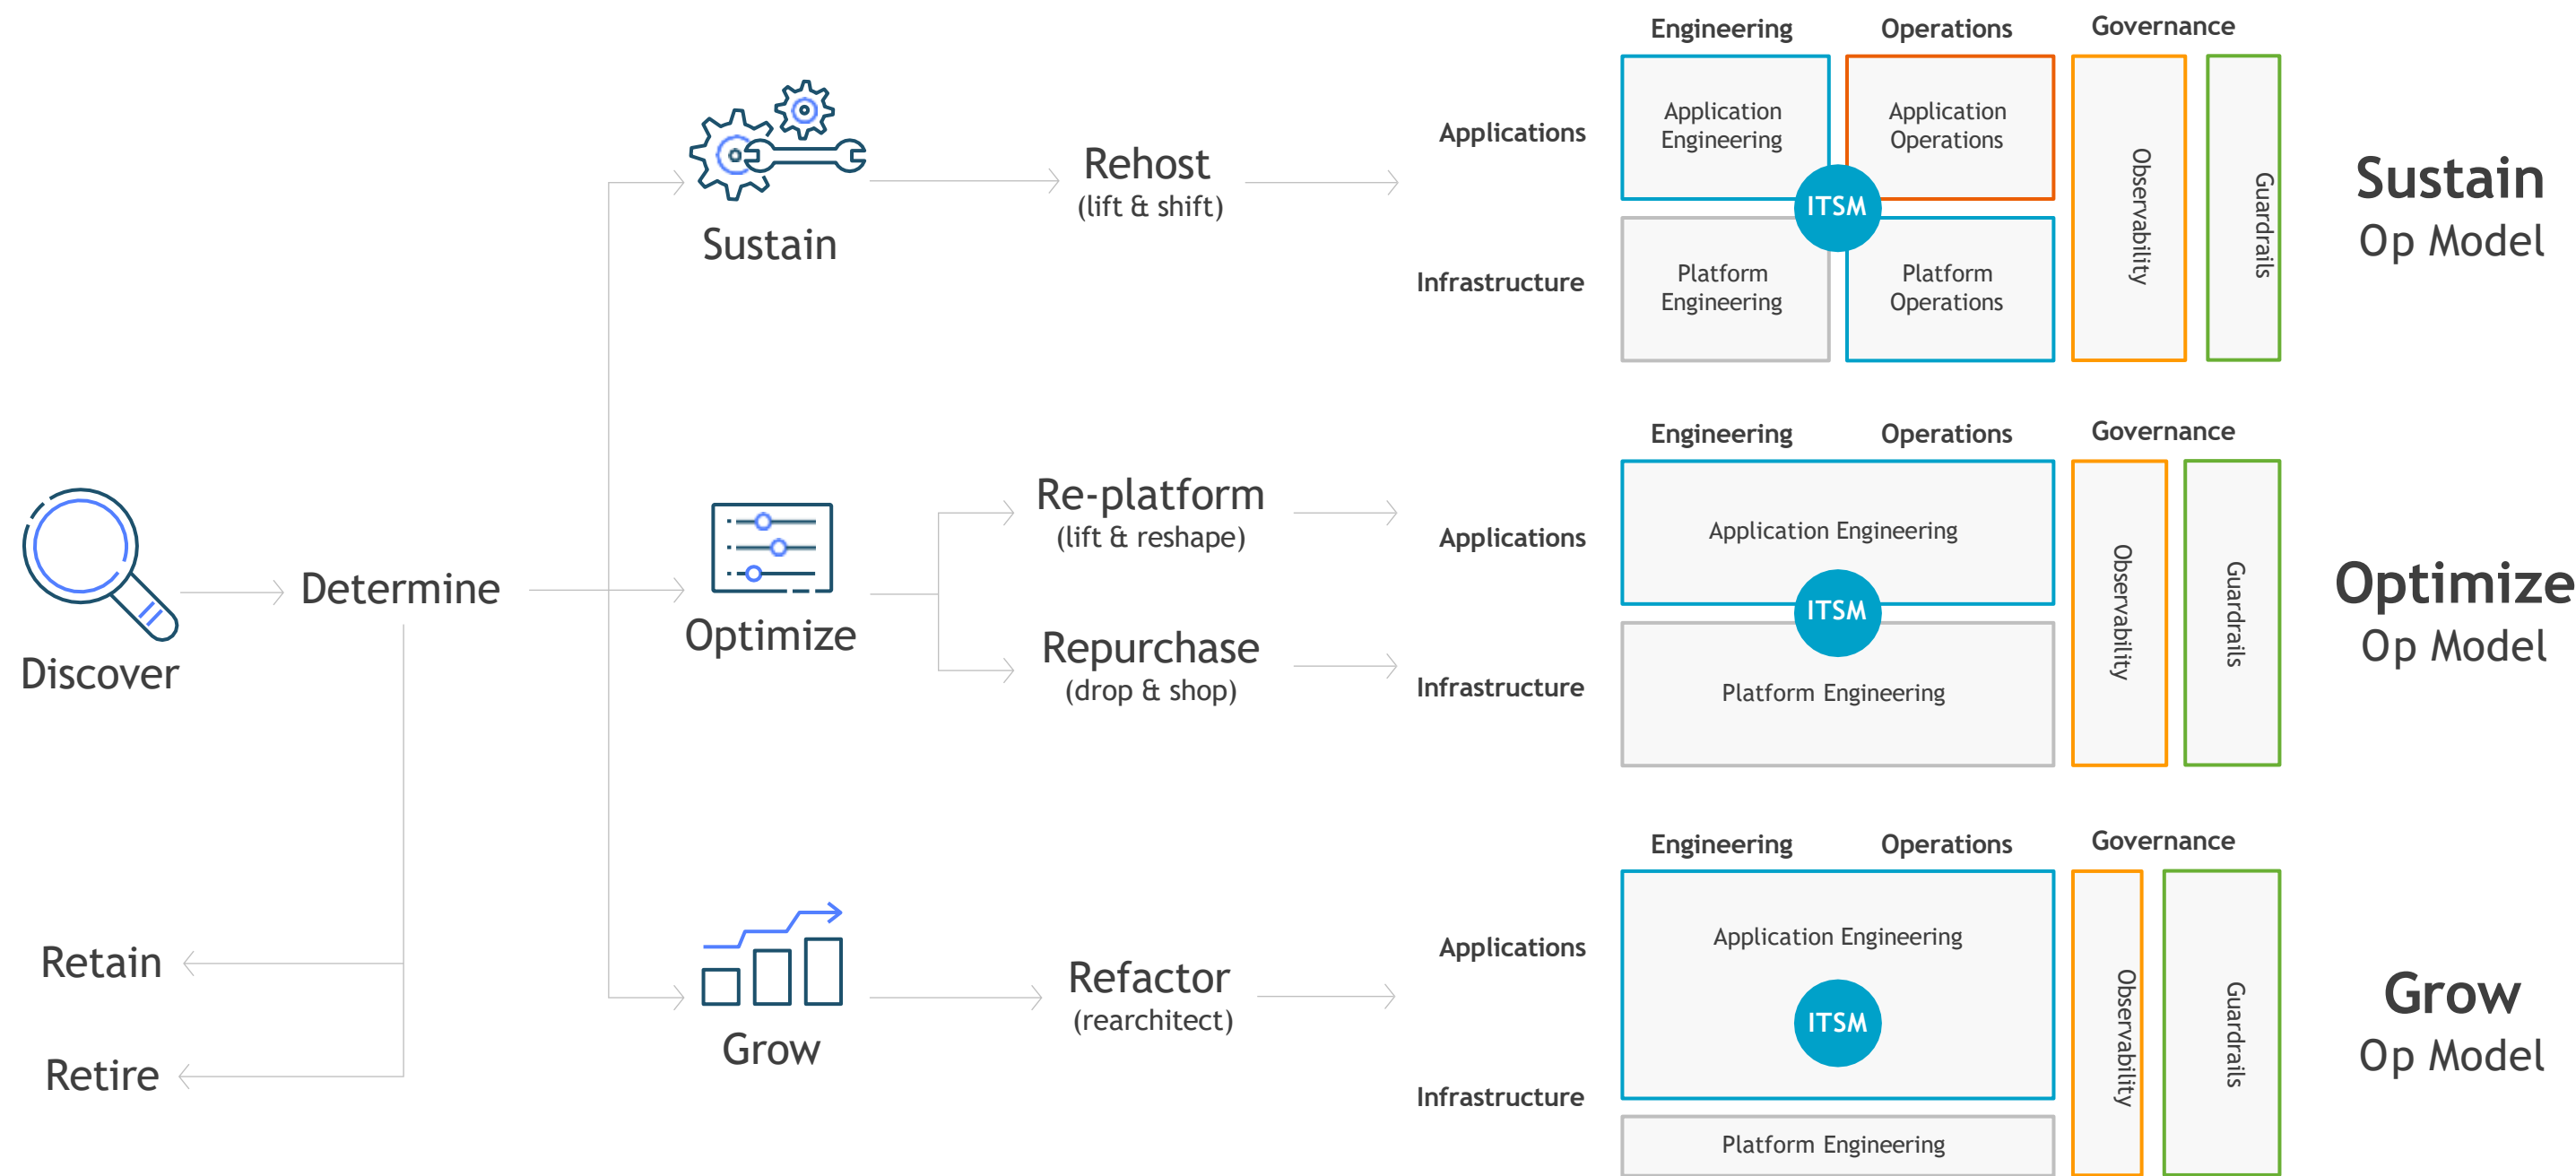 Discover
Determine
Retain
Retire
Sustain
Rehost
(lift & shift)
Engineering
Operations
Governance
Applications
Infrastructure
Application
Engineering
Application
Operations
ITSM
Platform
Engineering
Platform
Operations
Observability
Guardrails
Sustain
Op Model
Optimize
Re-platform
(lift & reshape)
Repurchase
(drop & shop)
Engineering
Operations
Governance
Applications
Infrastructure
Application Engineering
ITSM
Platform Engineering
Observability
Guardrails
Optimize
Op Model
Grow
Refactor
(rearchitect)
Engineering
Operations
Governance
Applications
Infrastructure
Application Engineering
ITSM
Platform Engineering
Observability
Guardrails
Grow
Op Model